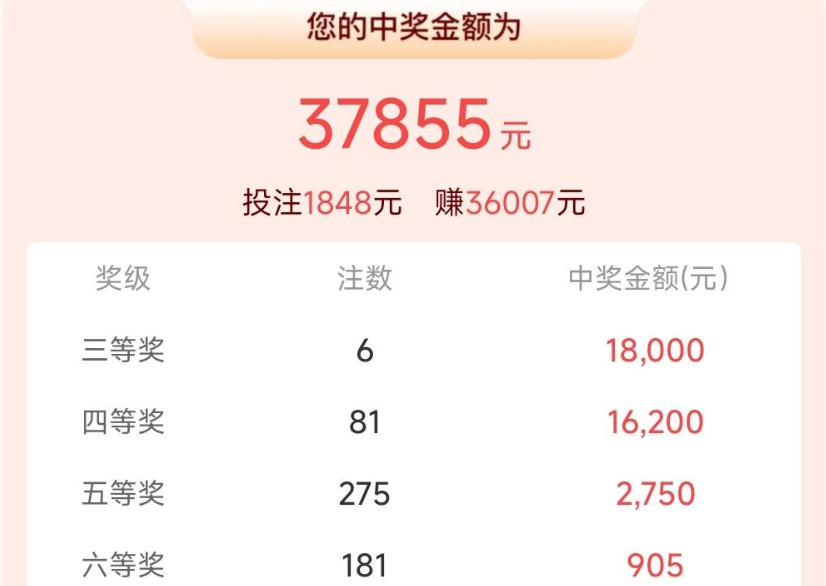 您的中奖金额为
37855元
投注1848元 赚36007元
奖级 注数 中奖金额(元)
三等奖 6 18,000
四等奖 81 16,200
五等奖 275 2,750
六等奖 181 905